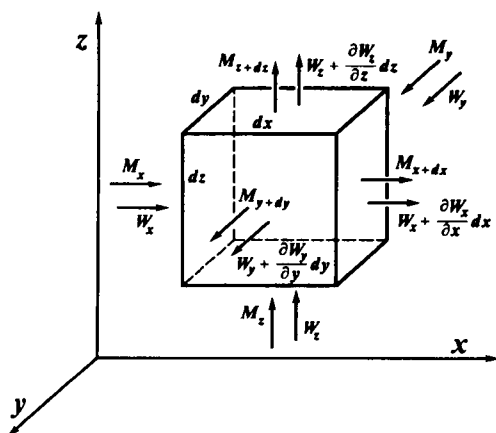 z
M_{z+dz}
W_z + ∂W_z/∂z dz
M_y
W_y
dy
dx
M_x
W_x
dz
M_{y+dy}
W_y + ∂W_y/∂y dy
M_{x+dx}
W_x + ∂W_x/∂x dx
M_z
W_z
x
y